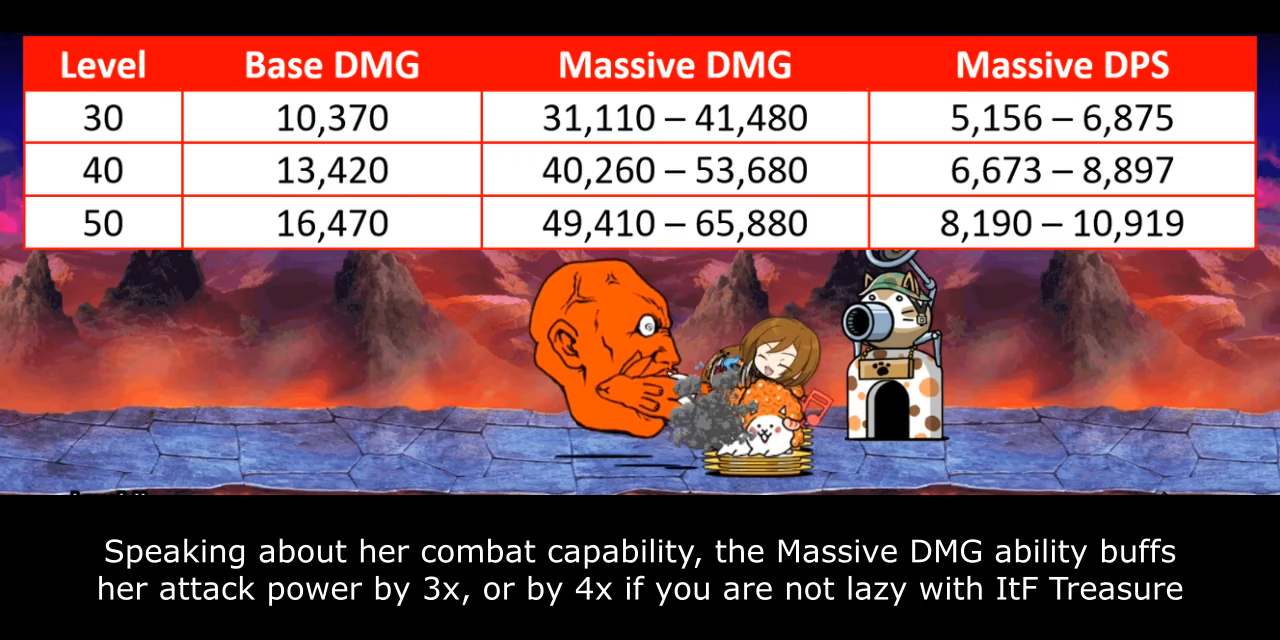 Level Base DMG Massive DMG Massive DPS
30 10,370 31,110 – 41,480 5,156 – 6,875
40 13,420 40,260 – 53,680 6,673 – 8,897
50 16,470 49,410 – 65,880 8,190 – 10,919
Speaking about her combat capability, the Massive DMG ability buffs
her attack power by 3x, or by 4x if you are not lazy with ItF Treasure